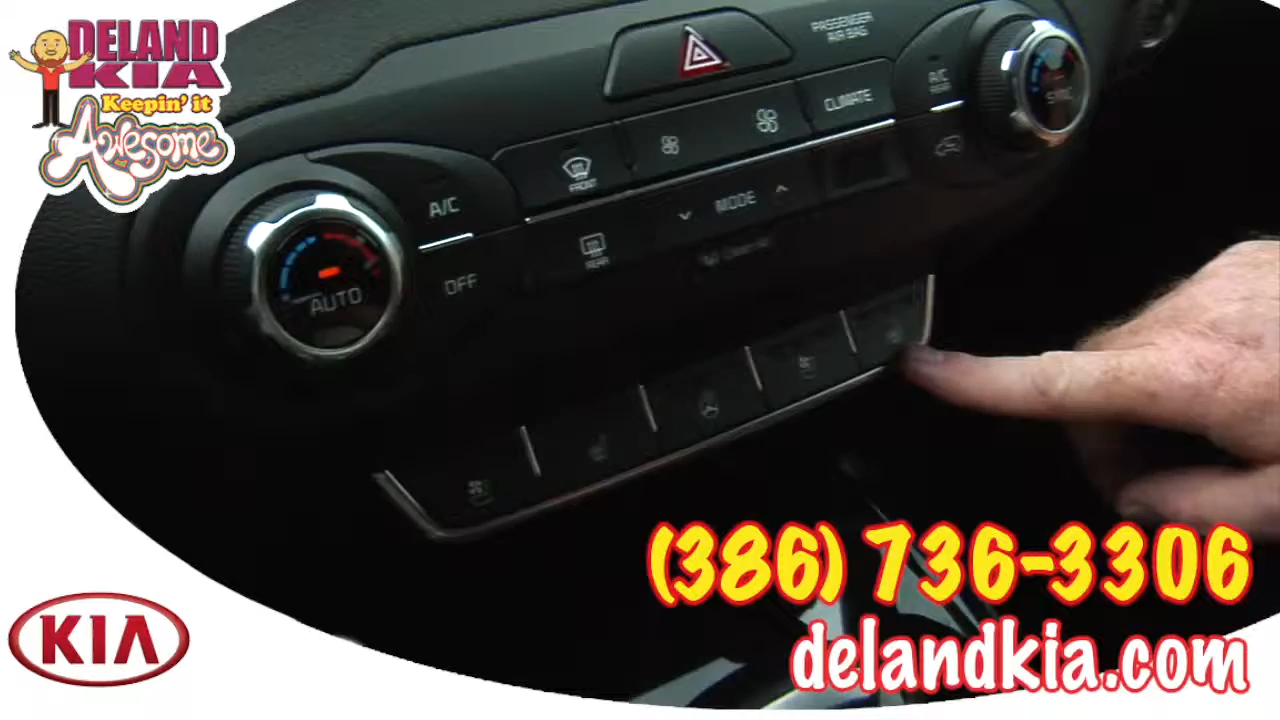 DELAND
KIA
Keepin' it
Awesome
PASSENGER
AIR BAG
A/C
REAR
SYNC
CLIMATE
FRONT
A/C
MODE
REAR
OFF
AUTO
(386) 736-3306
delandkia.com
KIA